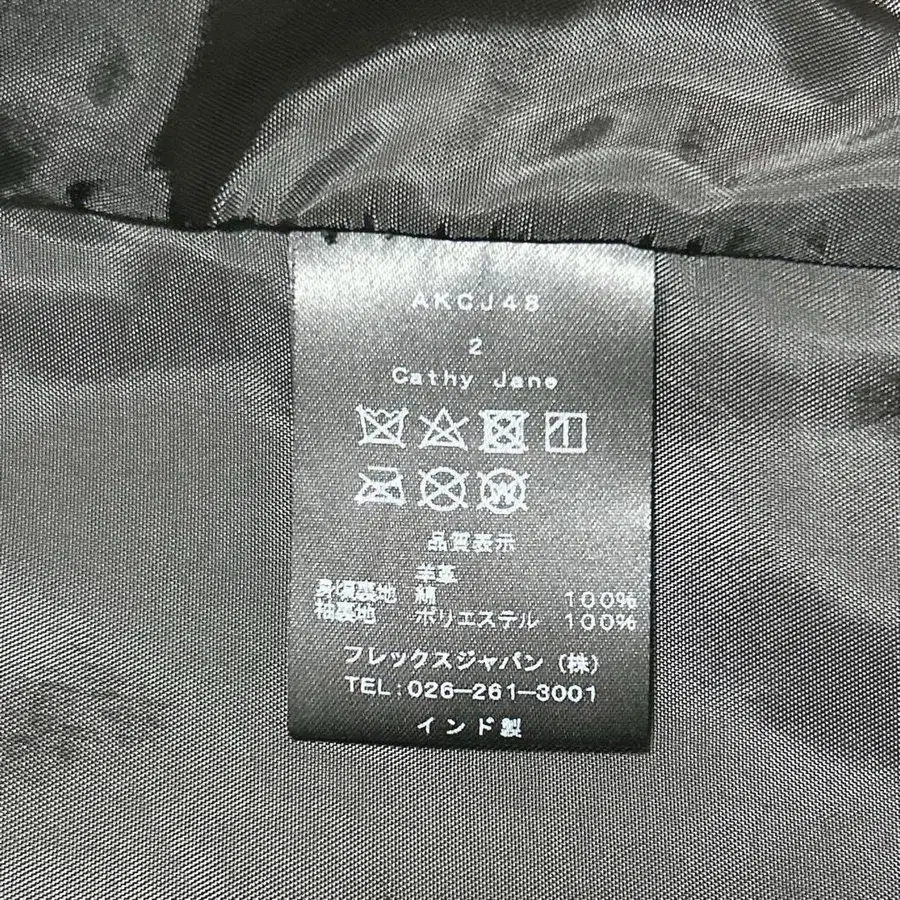 AKCJ48
2
Cathy Jane
品質表示
羊革
身頃裏地 綿 100%
袖裏地 ポリエステル 100%
フレックスジャパン(株)
TEL:026-261-3001
インド製